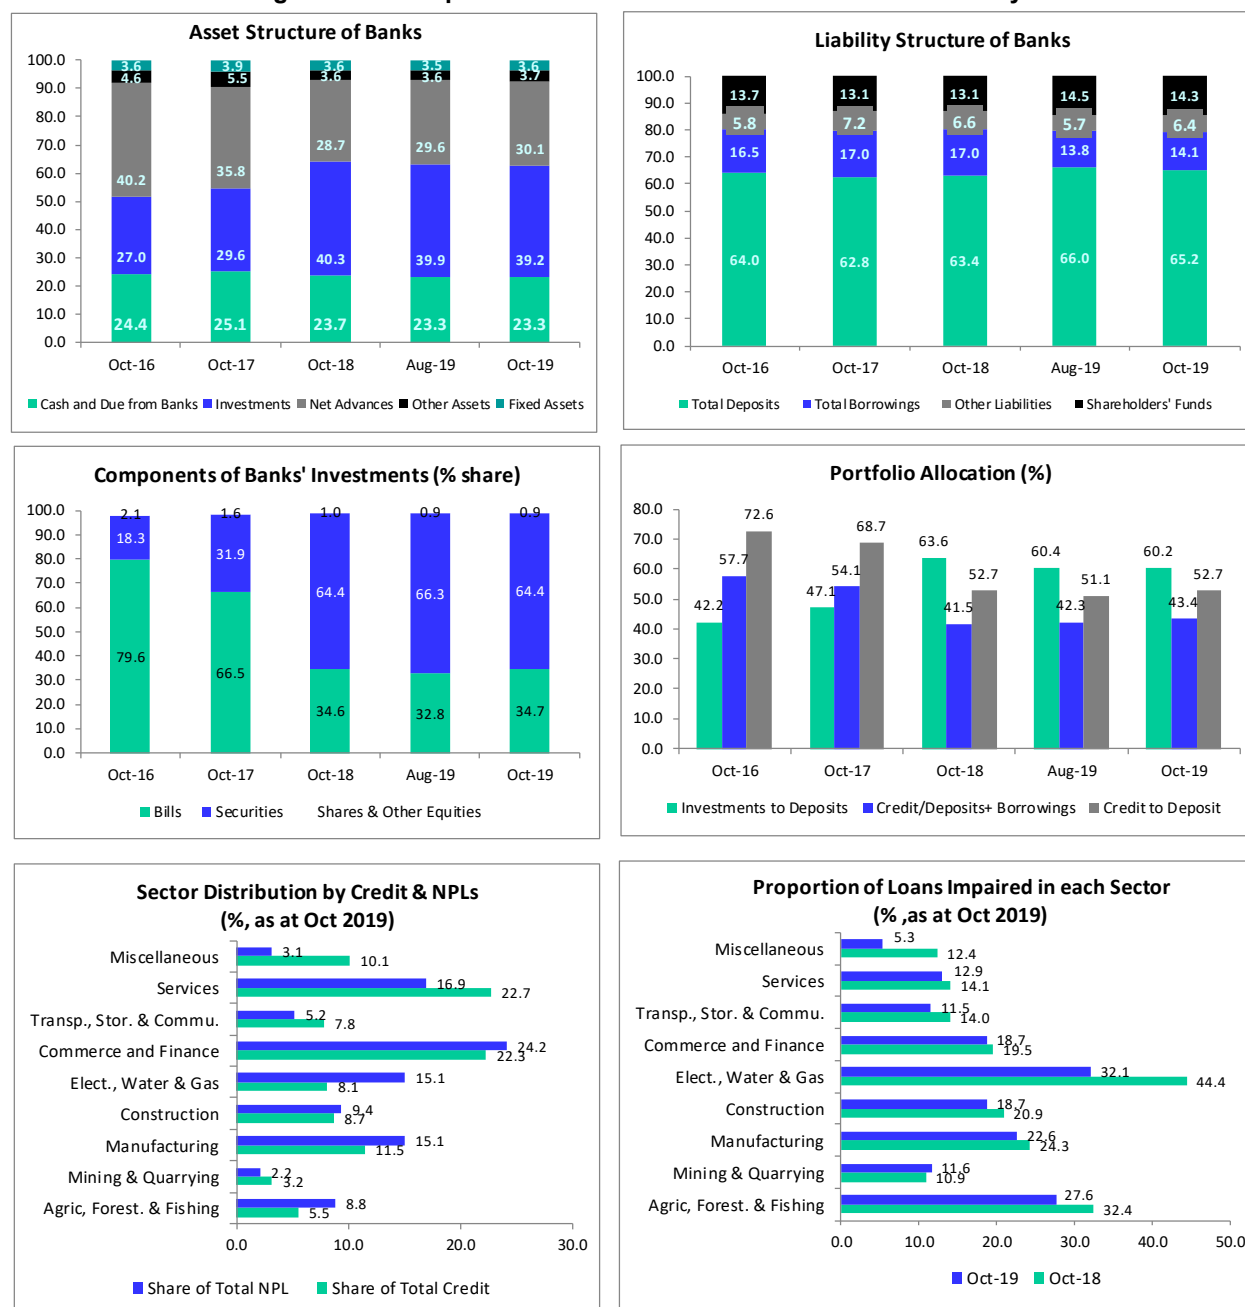 Asset Structure of Banks
100.0
90.0
80.0
70.0
60.0
50.0
40.0
30.0
20.0
10.0
0.0
3.6 3.9 3.6 3.5 3.6
4.6 5.5 3.6 3.6 3.7
40.2 35.8 28.7 29.6 30.1
27.0 29.6 40.3 39.9 39.2
24.4 25.1 23.7 23.3 23.3
Oct-16 Oct-17 Oct-18 Aug-19 Oct-19
Cash and Due from Banks Investments Net Advances Other Assets Fixed Assets
Liability Structure of Banks
100.0
90.0
80.0
70.0
60.0
50.0
40.0
30.0
20.0
10.0
0.0
13.7 13.1 13.1 14.5 14.3
5.8 7.2 6.6 5.7 6.4
16.5 17.0 17.0 13.8 14.1
64.0 62.8 63.4 66.0 65.2
Oct-16 Oct-17 Oct-18 Aug-19 Oct-19
Total Deposits Total Borrowings Other Liabilities Shareholders' Funds
Components of Banks' Investments (% share)
100.0
90.0
80.0
70.0
60.0
50.0
40.0
30.0
20.0
10.0
0.0
2.1 1.6 1.0 0.9 0.9
18.3 31.9 64.4 66.3 64.4
79.6 66.5 34.6 32.8 34.7
Oct-16 Oct-17 Oct-18 Aug-19 Oct-19
Bills Securities Shares & Other Equities
Portfolio Allocation (%)
80.0
70.0
60.0
50.0
40.0
30.0
20.0
10.0
0.0
42.2 57.7 72.6 47.1 54.1 68.7 63.6 41.5 52.7 60.4 42.3 51.1 60.2 43.4 52.7
Oct-16 Oct-17 Oct-18 Aug-19 Oct-19
Investments to Deposits Credit/Deposits+ Borrowings Credit to Deposit
Sector Distribution by Credit & NPLs
(%, as at Oct 2019)
Miscellaneous 3.1 10.1
Services 16.9 22.7
Transp., Stor. & Commu. 5.2 7.8
Commerce and Finance 24.2 22.3
Elect., Water & Gas 15.1 8.1
Construction 9.4 8.7
Manufacturing 15.1 11.5
Mining & Quarrying 2.2 3.2
Agric, Forest. & Fishing 8.8 5.5
0.0 10.0 20.0 30.0
Share of Total NPL Share of Total Credit
Proportion of Loans Impaired in each Sector
(% ,as at Oct 2019)
Miscellaneous 5.3 12.4
Services 12.9 14.1
Transp., Stor. & Commu. 11.5 14.0
Commerce and Finance 18.7 19.5
Elect., Water & Gas 32.1 44.4
Construction 18.7 20.9
Manufacturing 22.6 24.3
Mining & Quarrying 11.6 10.9
Agric, Forest. & Fishing 27.6 32.4
0.0 10.0 20.0 30.0 40.0 50.0
Oct-19 Oct-18